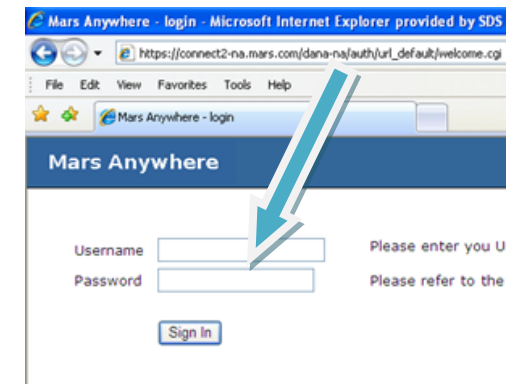 Mars Anywhere - login - Microsoft Internet Explorer provided by SDS
https://connect2-na.mars.com/dana-na/auth/url_default/welcome.cgi
File Edit View Favorites Tools Help
Mars Anywhere - login
Mars Anywhere
Username Please enter you U
Password Please refer to the
Sign In